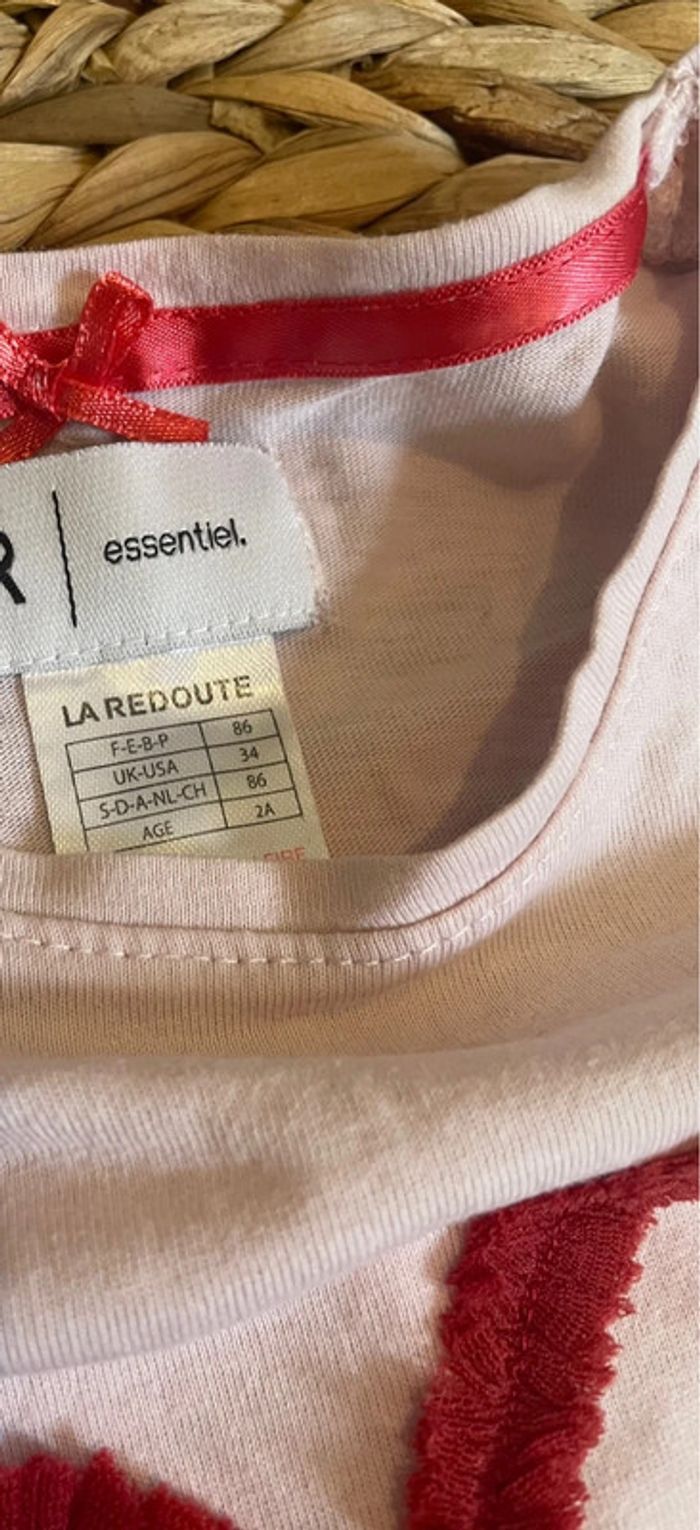 R | essentiel.
LA REDOUTE
F-E-B-P 86
UK-USA 34
S-D-A-NL-CH 86
AGE 2A